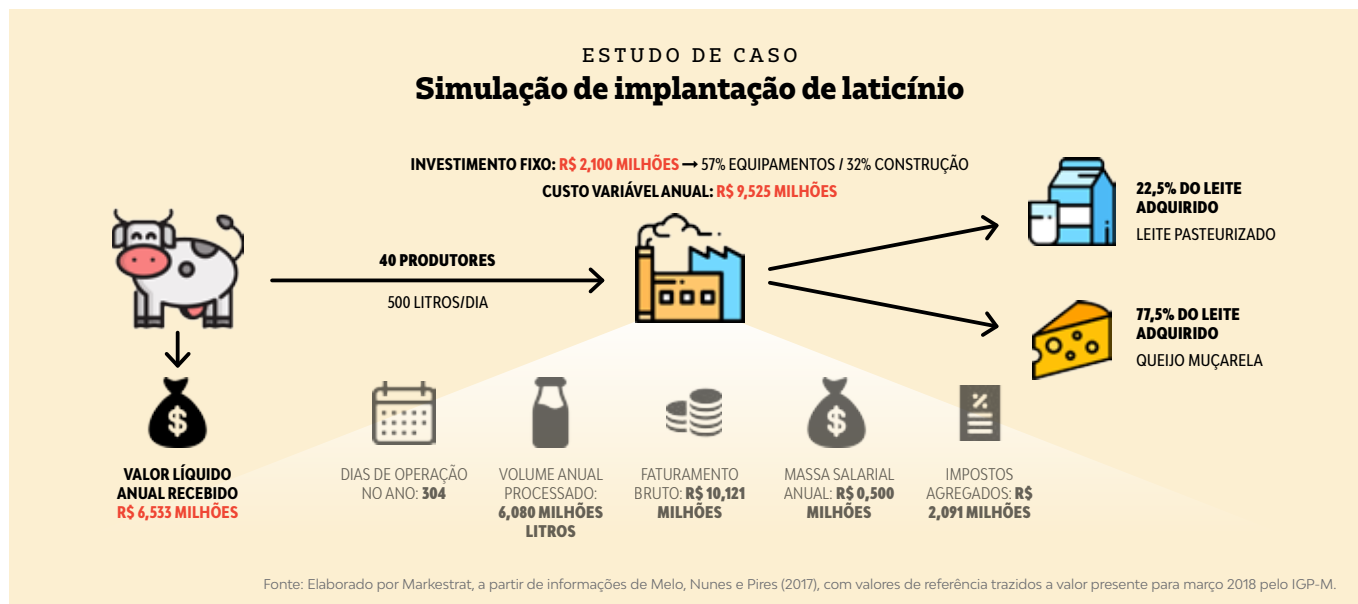 ESTUDO DE CASO
Simulação de implantação de laticínio
INVESTIMENTO FIXO: R$ 2,100 MILHÕES → 57% EQUIPAMENTOS / 32% CONSTRUÇÃO
CUSTO VARIÁVEL ANUAL: R$ 9,525 MILHÕES
40 PRODUTORES
500 LITROS/DIA
22,5% DO LEITE
ADQUIRIDO
LEITE PASTEURIZADO
77,5% DO LEITE
ADQUIRIDO
QUEIJO MUÇARELA
VALOR LÍQUIDO
ANUAL RECEBIDO
R$ 6,533 MILHÕES
DIAS DE OPERAÇÃO
NO ANO: 304
VOLUME ANUAL
PROCESSADO:
6,080 MILHÕES
LITROS
FATURAMENTO
BRUTO: R$ 10,121
MILHÕES
MASSA SALARIAL
ANUAL: R$ 0,500
MILHÕES
IMPOSTOS
AGREGADOS: R$
2,091 MILHÕES
Fonte: Elaborado por Markestrat, a partir de informações de Melo, Nunes e Pires (2017), com valores de referência trazidos a valor presente para março 2018 pelo IGP-M.